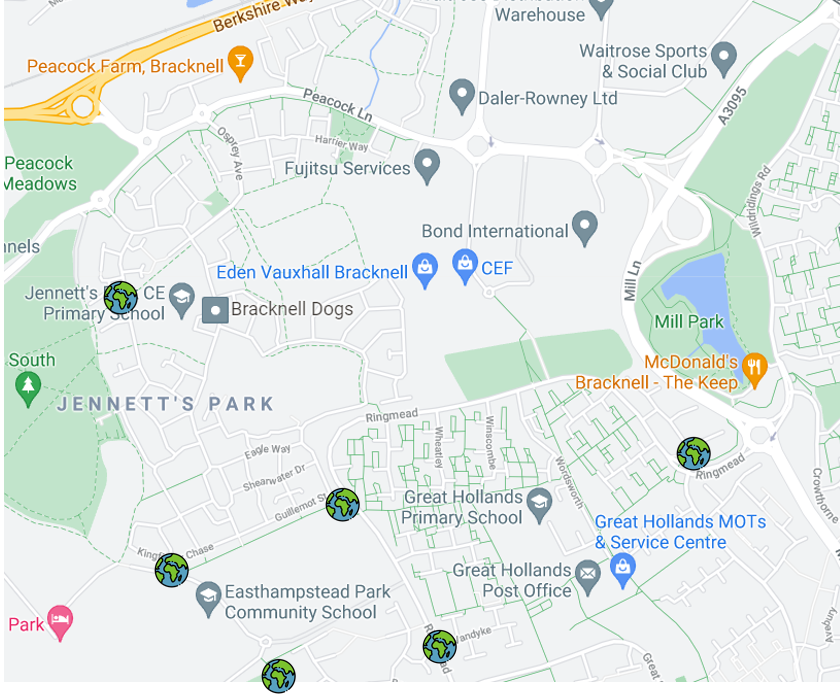 Berkshire Way
Warehouse
Waitrose Sports
& Social Club
Peacock Farm, Bracknell
Daler-Rowney Ltd
A3095
Peacock Ln
Harrier Way
Osprey Ave
Fujitsu Services
Peacock
Meadows
Wildridings Rd
Bond International
nnels
Eden Vauxhall Bracknell
CEF
Mill Ln
Jennett's CE
Primary School
Bracknell Dogs
Mill Park
South
McDonald's
Bracknell - The Keep
JENNETT'S PARK
Ringmead
Wheatley
Winscombe
Eagle Way
Ringmead
Shearwater Dr
Wordsworth
Crowthorne
Guillemot
Great Hollands
Primary School
Great Hollands MOTs
& Service Centre
Chase
Great Hollands
Post Office
Easthampstead Park
Community School
Park
Great